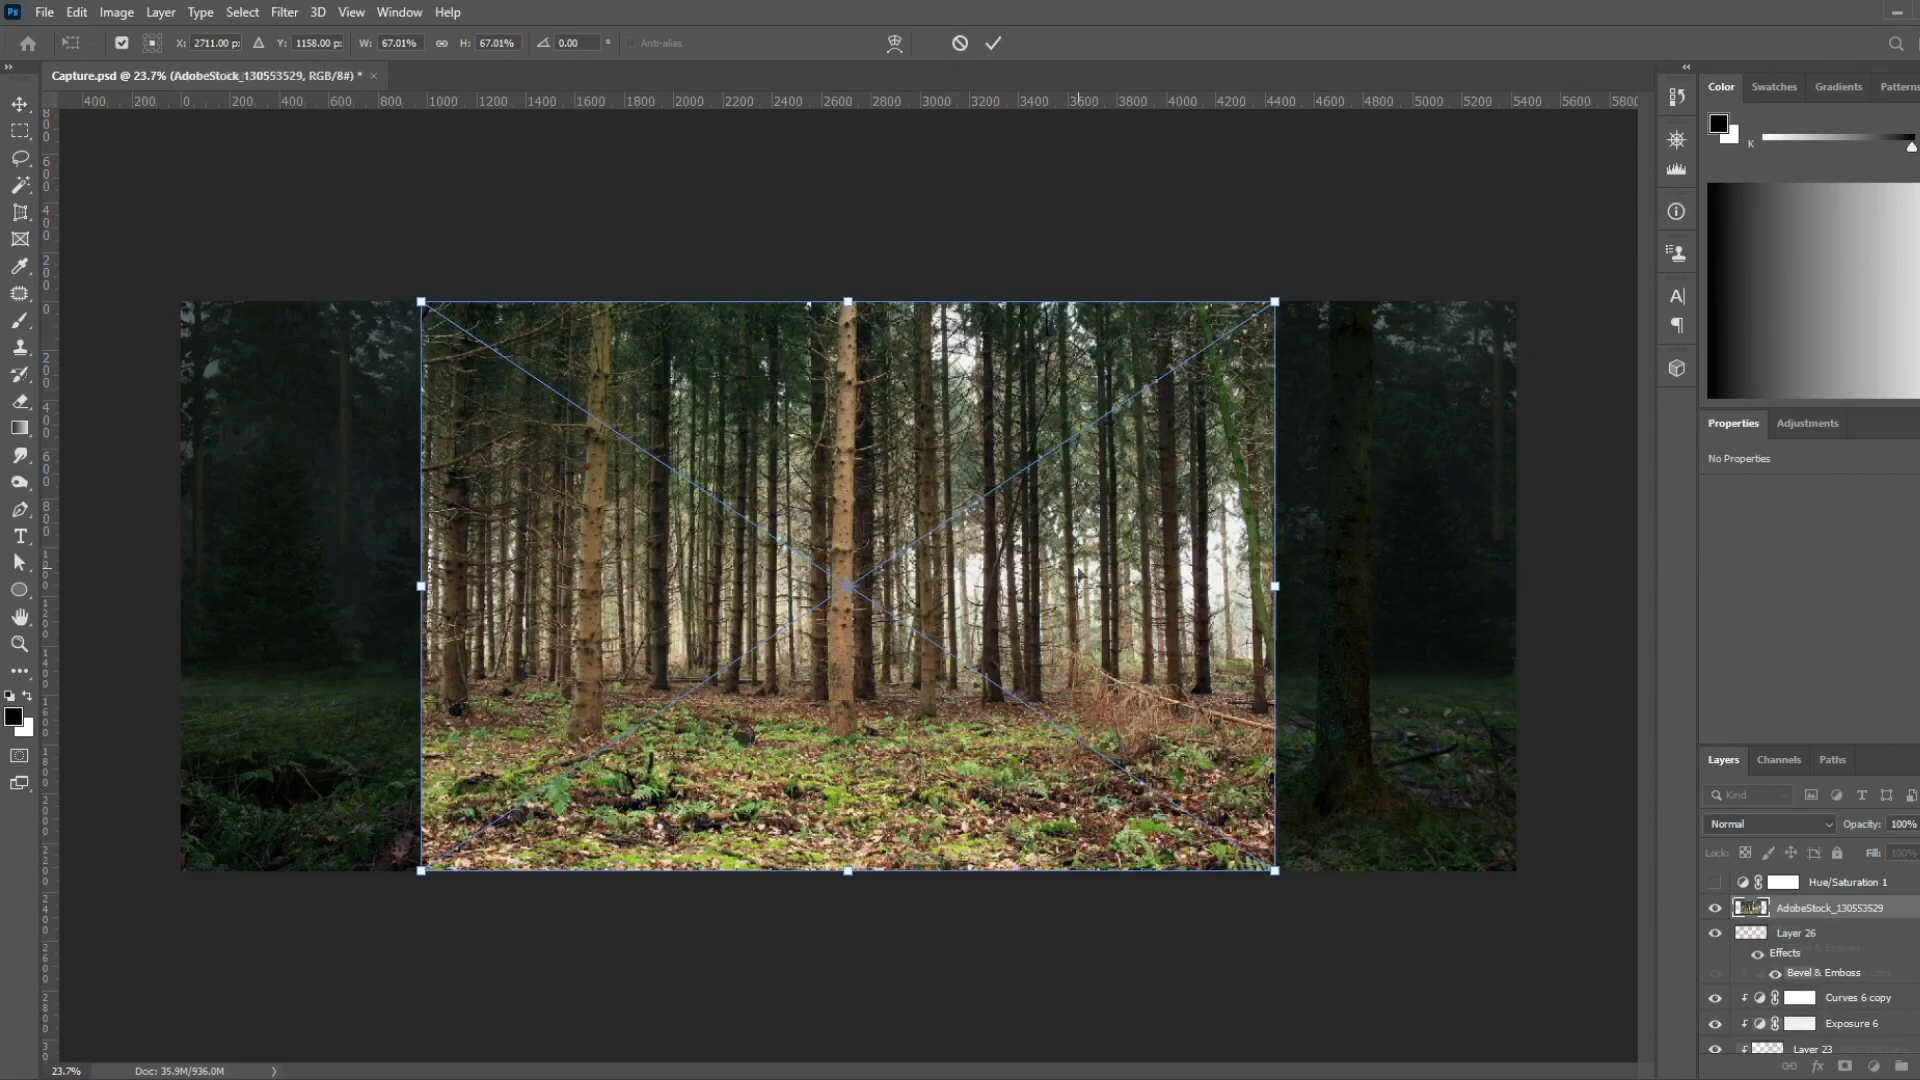 Ps File Edit Image Layer Type Select Filter 3D View Window Help
X: 2711.00 p: Y: 1158.00 p: W: 67.01% H: 67.01% 0.00 ° Anti-alias
Capture.psd @ 23.7% (AdobeStock_130553529, RGB/8#) * ×
400 200 0 200 400 600 800 1000 1200 1400 1600 1800 2000 2200 2400 2600 2800 3000 3200 3400 3600 3800 4000 4200 4400 4600 4800 5000 5200 5400 5600 5800
Color Swatches Gradients Patterns
K
Properties Adjustments
No Properties
Layers Channels Paths
Kind
Normal Opacity: 100%
Lock: Fill: 100%
Hue/Saturation 1
AdobeStock_130553529
Layer 26
Effects
Bevel & Emboss
Curves 6 copy
Exposure 6
Layer 23
23.7% Doc: 35.9M/936.0M